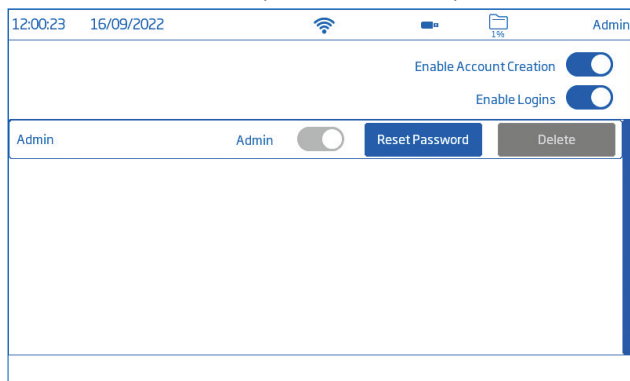 12:00:23 16/09/2022 1% Admin
Enable Account Creation
Enable Logins
Admin Admin Reset Password Delete